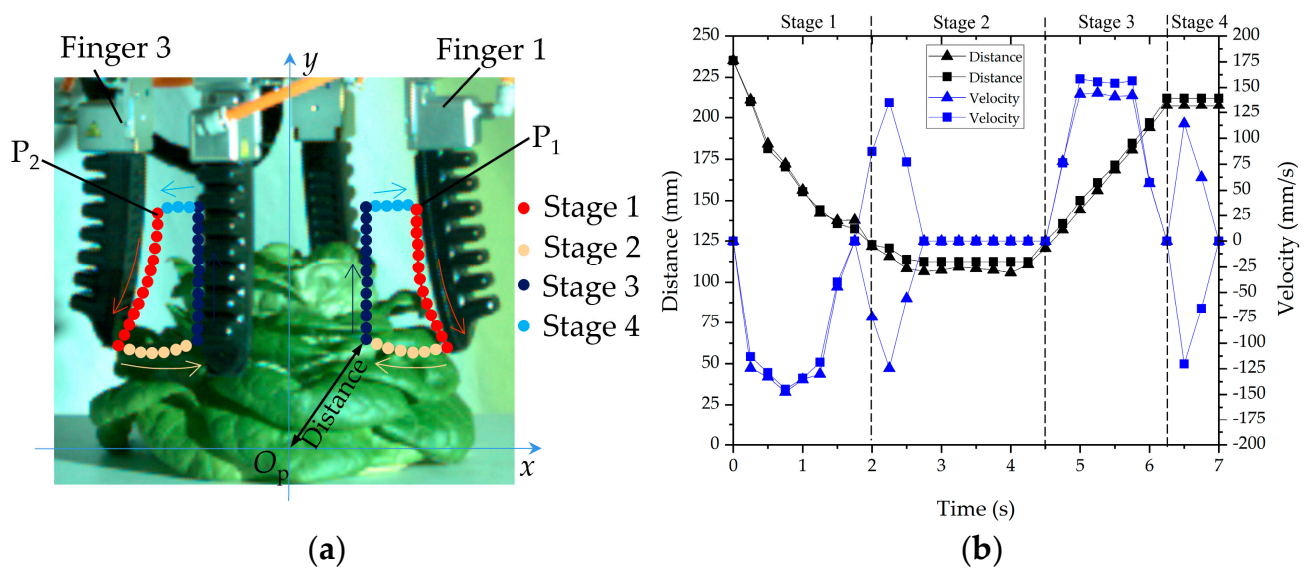 Finger 3
y
Finger 1
P2
P1
Stage 1
Stage 2
Stage 3
Stage 4
Distance
Op
x
(a)
Stage 1 Stage 2 Stage 3 Stage 4
250
225
200
175
150
125
100
75
50
25
0
Distance (mm)
Distance
Distance
Velocity
Velocity
200
175
150
125
100
75
50
25
0
-25
-50
-75
-100
-125
-150
-175
-200
Velocity (mm/s)
0 1 2 3 4 5 6 7
Time (s)
(b)